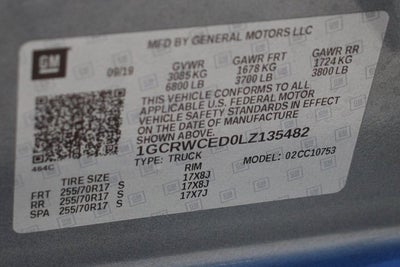 MFD BY GENERAL MOTORS LLC
GM 09/19 GVWR GAWR FRT GAWR RR
3085 KG 1678 KG 1724 KG
6800 LB 3700 LB 3800 LB
THIS VEHICLE CONFORMS TO ALL
APPLICABLE U.S. FEDERAL MOTOR
VEHICLE SAFETY STANDARDS IN EFFECT
ON THE DATE OF MANUFACTURE
SHOWN ABOVE.
1GCRWCED0LZ135482
464C TYPE: TRUCK MODEL: 02CC10753
TIRE SIZE RIM
FRT 255/70R17 S 17X8J
RR 255/70R17 S 17X8J
SPA 255/70R17 S 17X7J